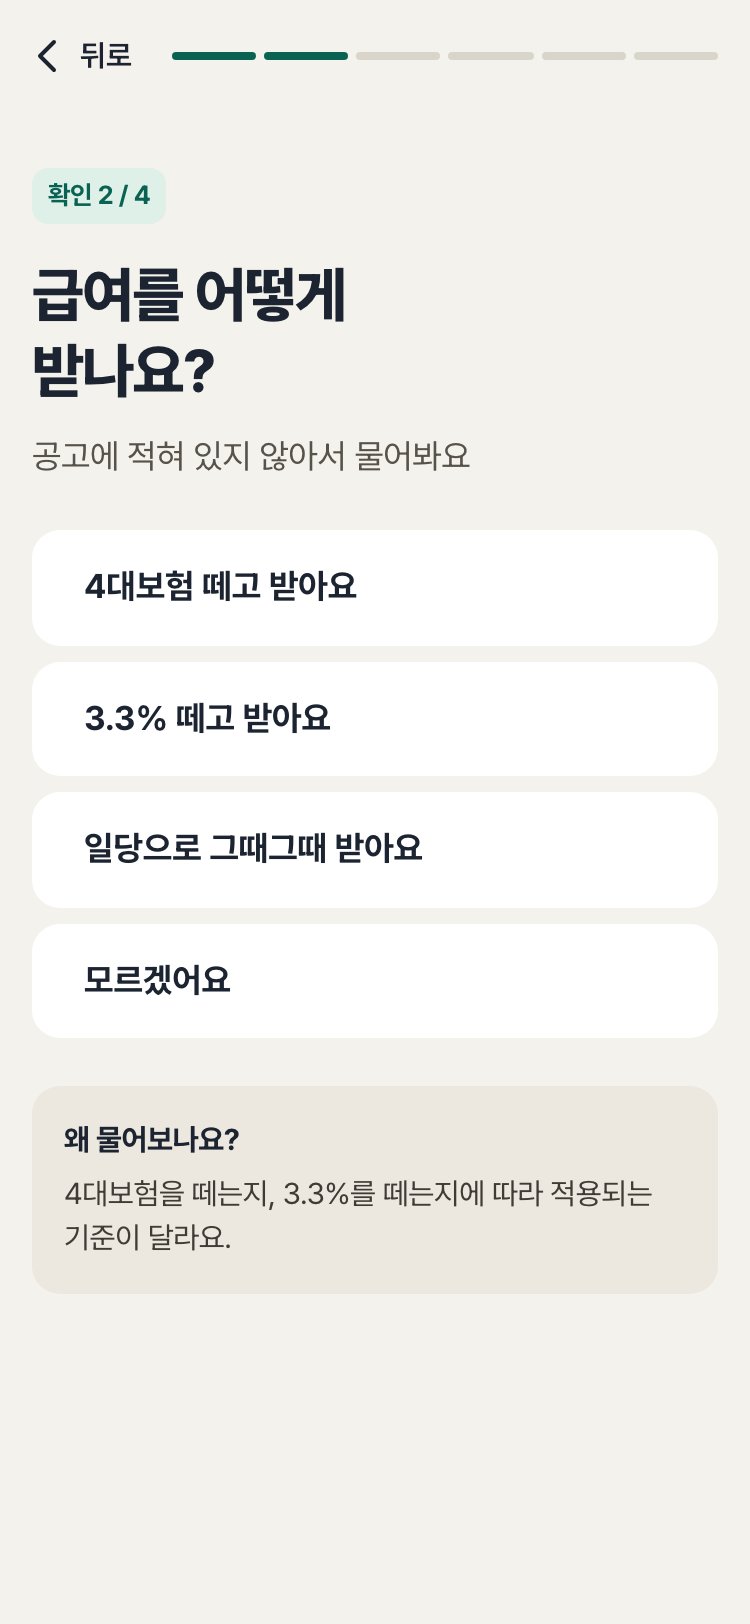 뒤로
확인 2 / 4
급여를 어떻게
받나요?
공고에 적혀 있지 않아서 물어봐요
4대보험 떼고 받아요
3.3% 떼고 받아요
일당으로 그때그때 받아요
모르겠어요
왜 물어보나요?
4대보험을 떼는지, 3.3%를 떼는지에 따라 적용되는
기준이 달라요.